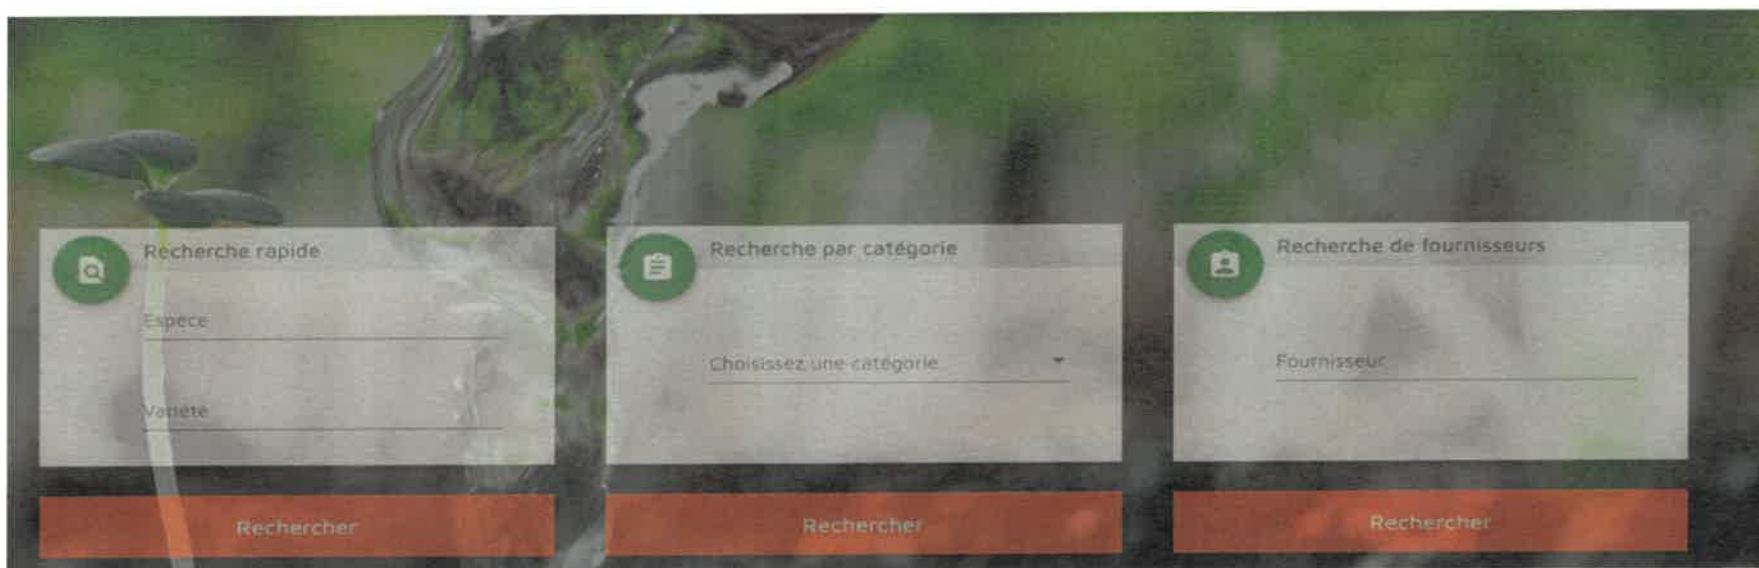 Recherche rapide
Espèce
Variété
Rechercher
Recherche par catégorie
Choisissez une catégorie
Rechercher
Recherche de fournisseurs
Fournisseur
Rechercher